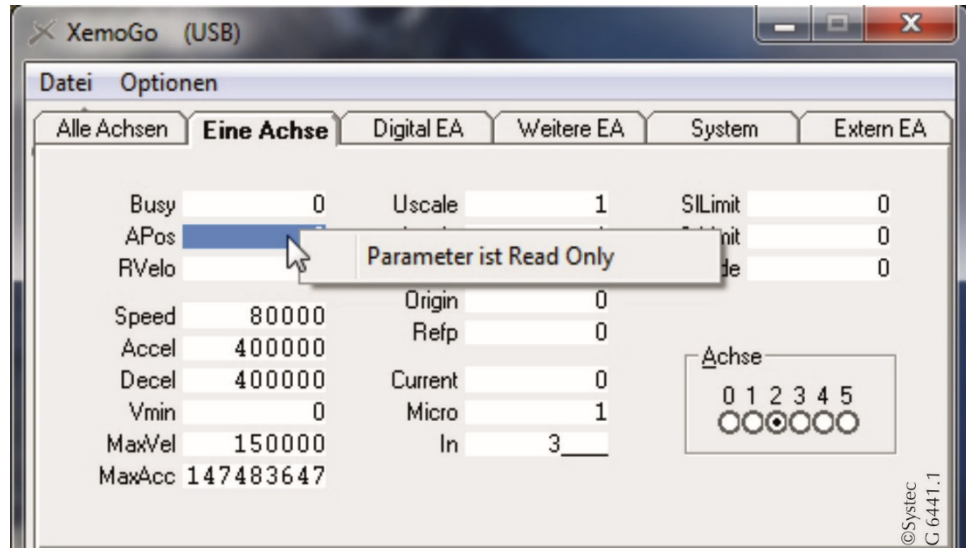 XemoGo (USB)
Datei Optionen
Alle Achsen Eine Achse Digital EA Weitere EA System Extern EA
Busy 0 Uscale 1 SlLimit 0
APos 0
Parameter ist Read Only
RVelo 0
Origin 0
Speed 80000 Refp 0
Accel 400000 Achse
Decel 400000 Current 0 0 1 2 3 4 5
Vmin 0 Micro 1
MaxVel 150000 In 3____
MaxAcc 147483647
©Systec
G 6441.1